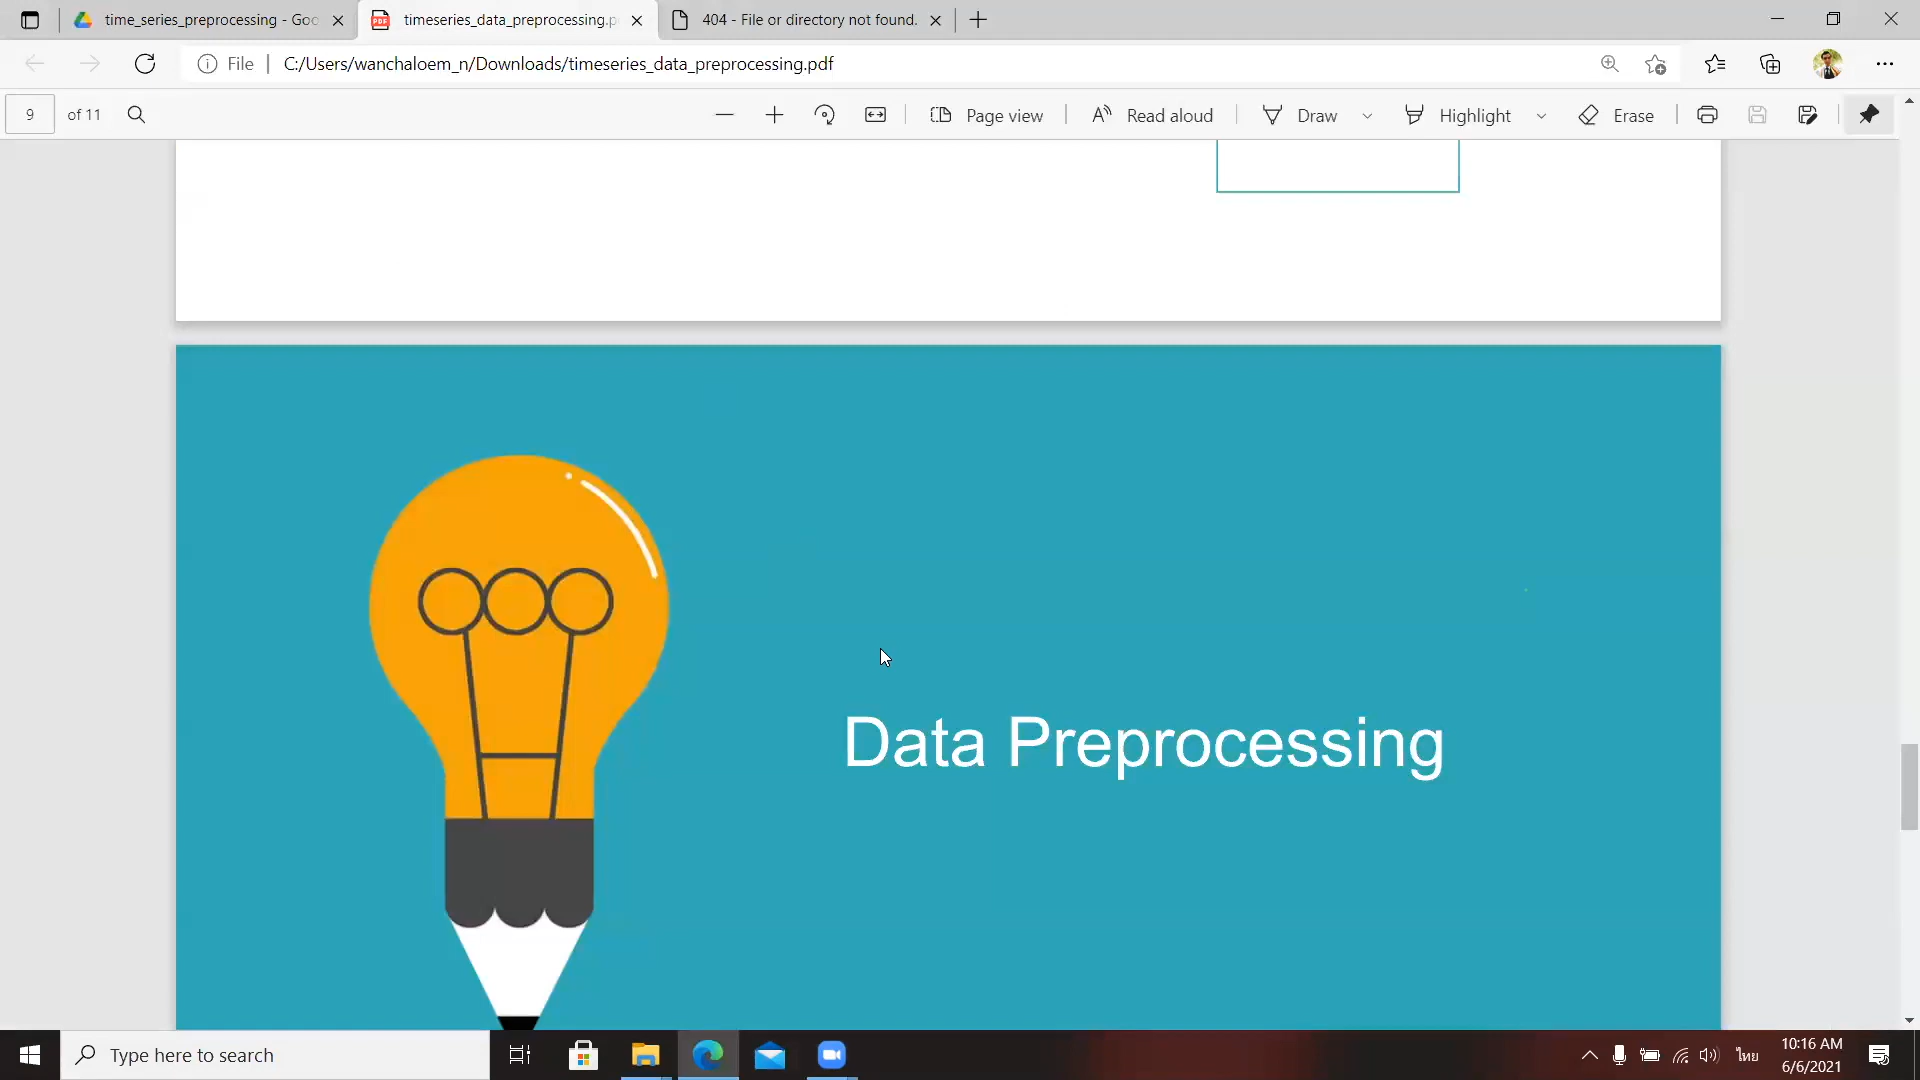 time_series_preprocessing - Goo
timeseries_data_preprocessing.p
404 - File or directory not found.
File
C:/Users/wanchaloem_n/Downloads/timeseries_data_preprocessing.pdf
9 of 11
Page view
Read aloud
Draw
Highlight
Erase
Data Preprocessing
Type here to search
ไทย
10:16 AM
6/6/2021